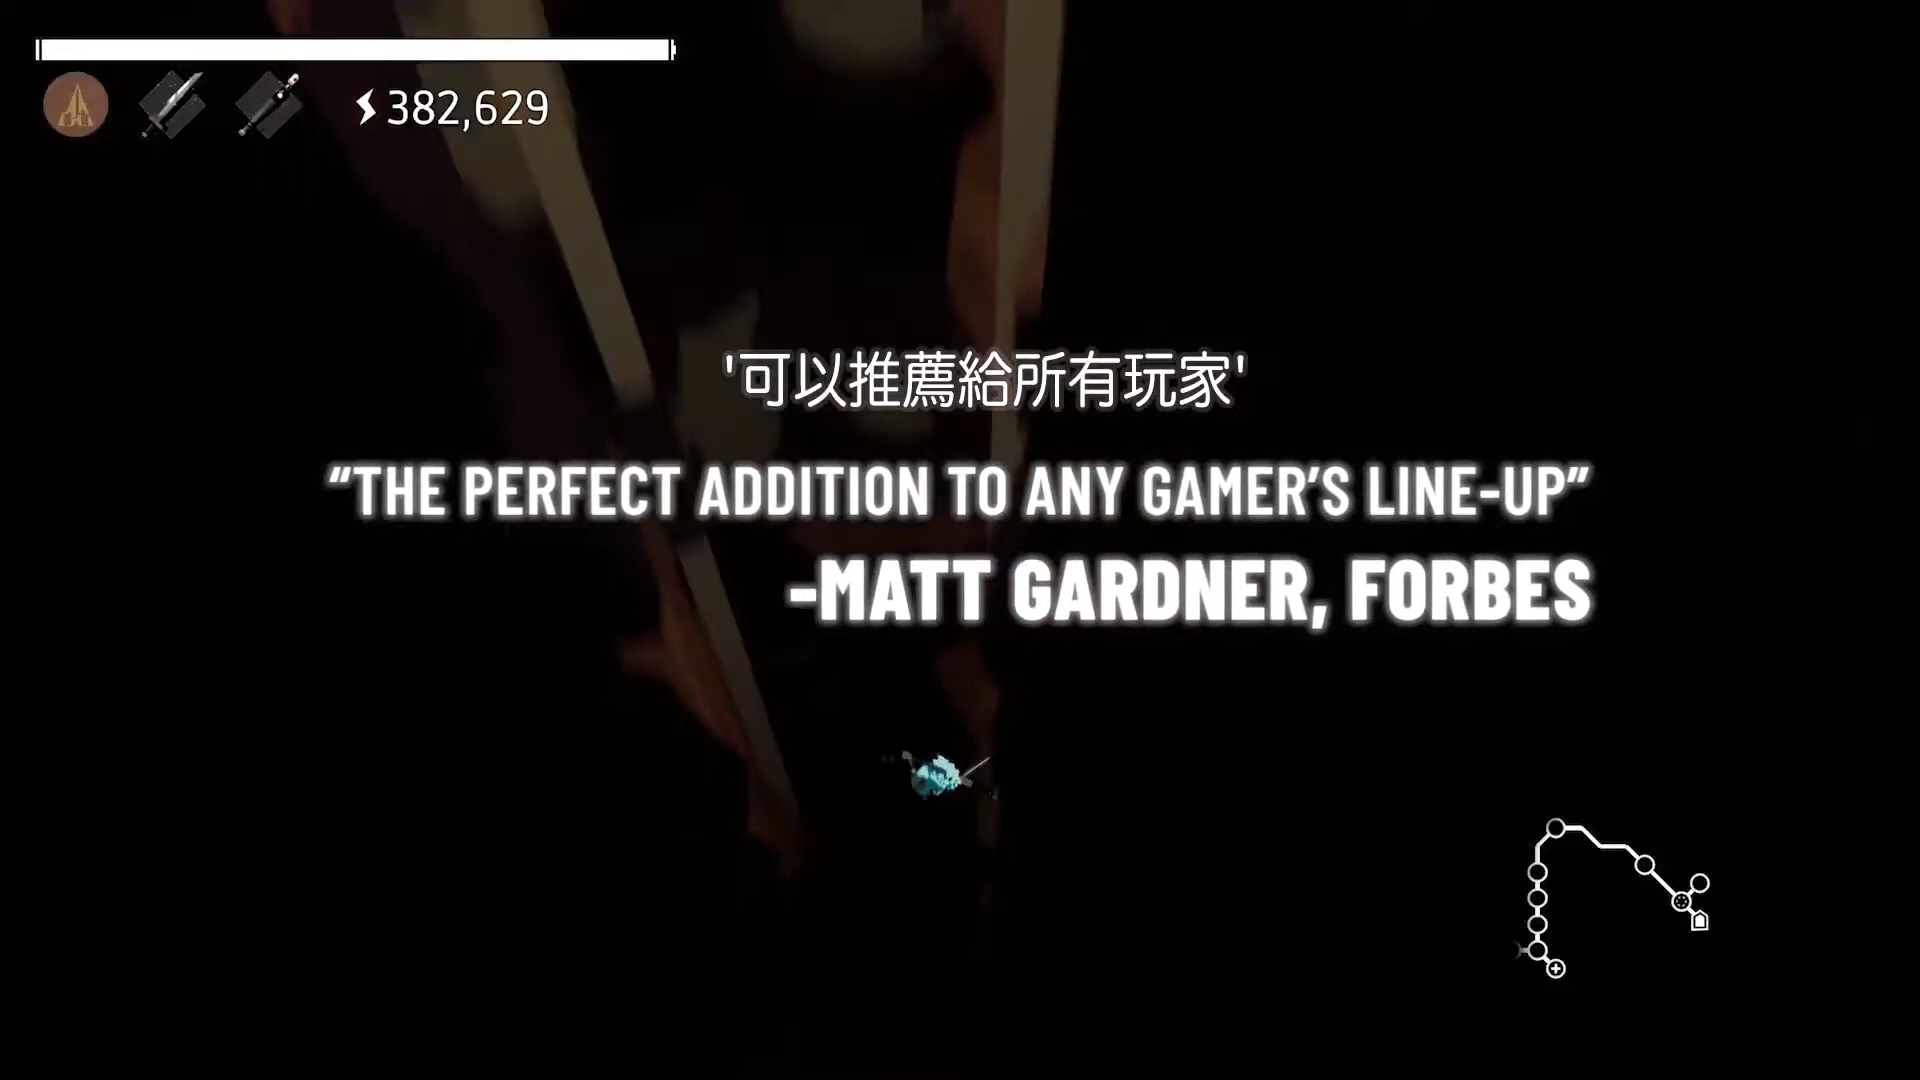 382,629
'可以推薦給所有玩家'
“THE PERFECT ADDITION TO ANY GAMER’S LINE-UP”
-MATT GARDNER, FORBES